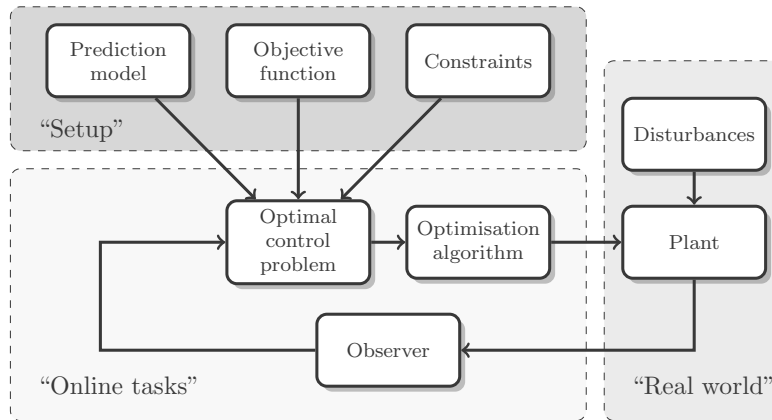 Prediction
model
Objective
function
Constraints
“Setup”
Disturbances
Optimal
control
problem
Optimisation
algorithm
Plant
Observer
“Online tasks”
“Real world”